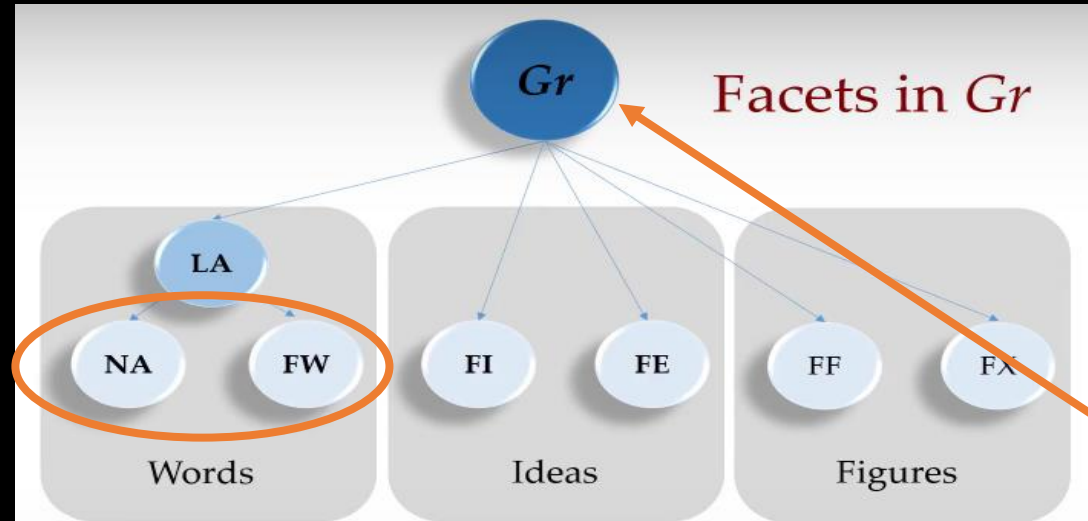 Gr
Facets in Gr
LA
NA
FW
FI
FE
FF
FX
Words
Ideas
Figures